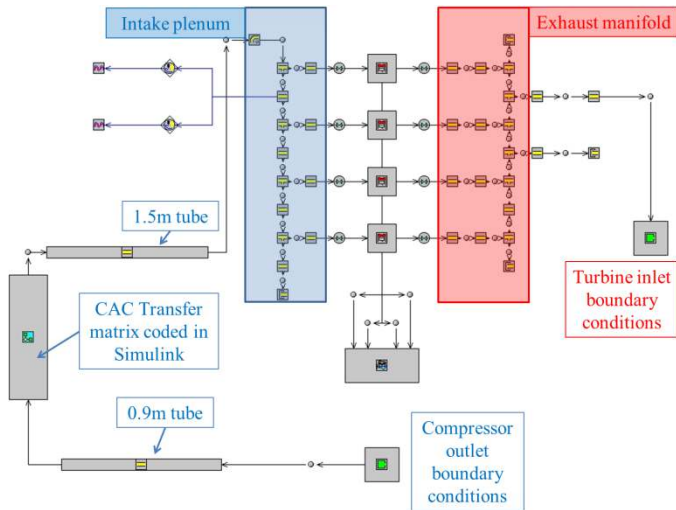 Intake plenum
Exhaust manifold
1.5m tube
CAC Transfer
matrix coded in
Simulink
Turbine inlet
boundary
conditions
0.9m tube
Compressor
outlet
boundary
conditions